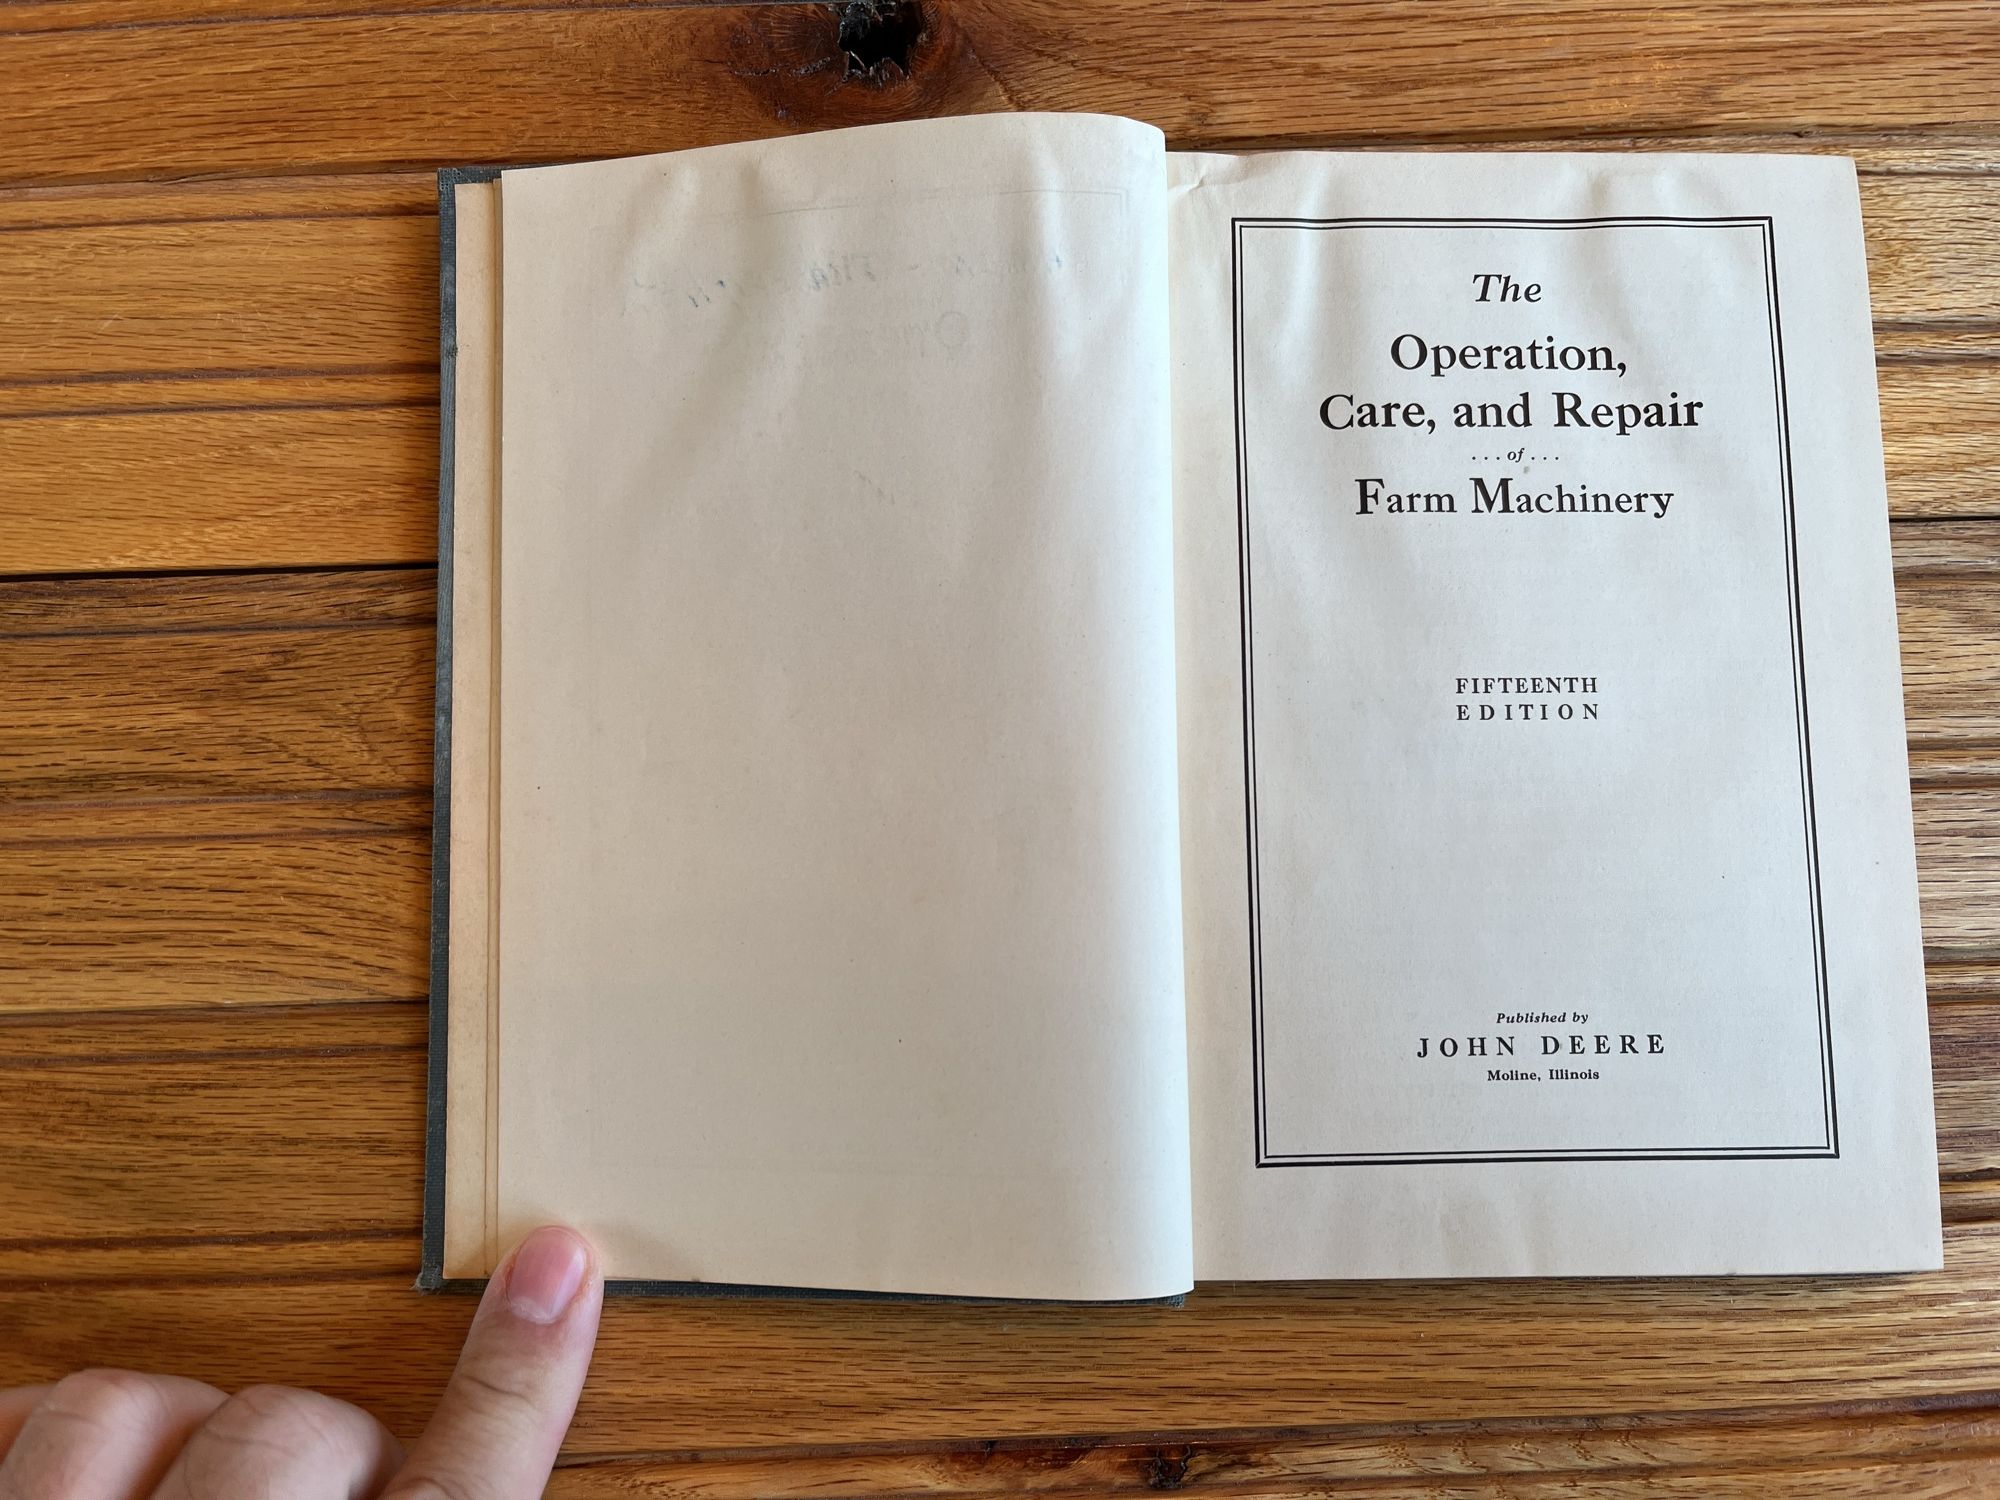 The
Operation,
Care, and Repair
...of...
Farm Machinery
FIFTEENTH
EDITION
Published by
JOHN DEERE
Moline, Illinois